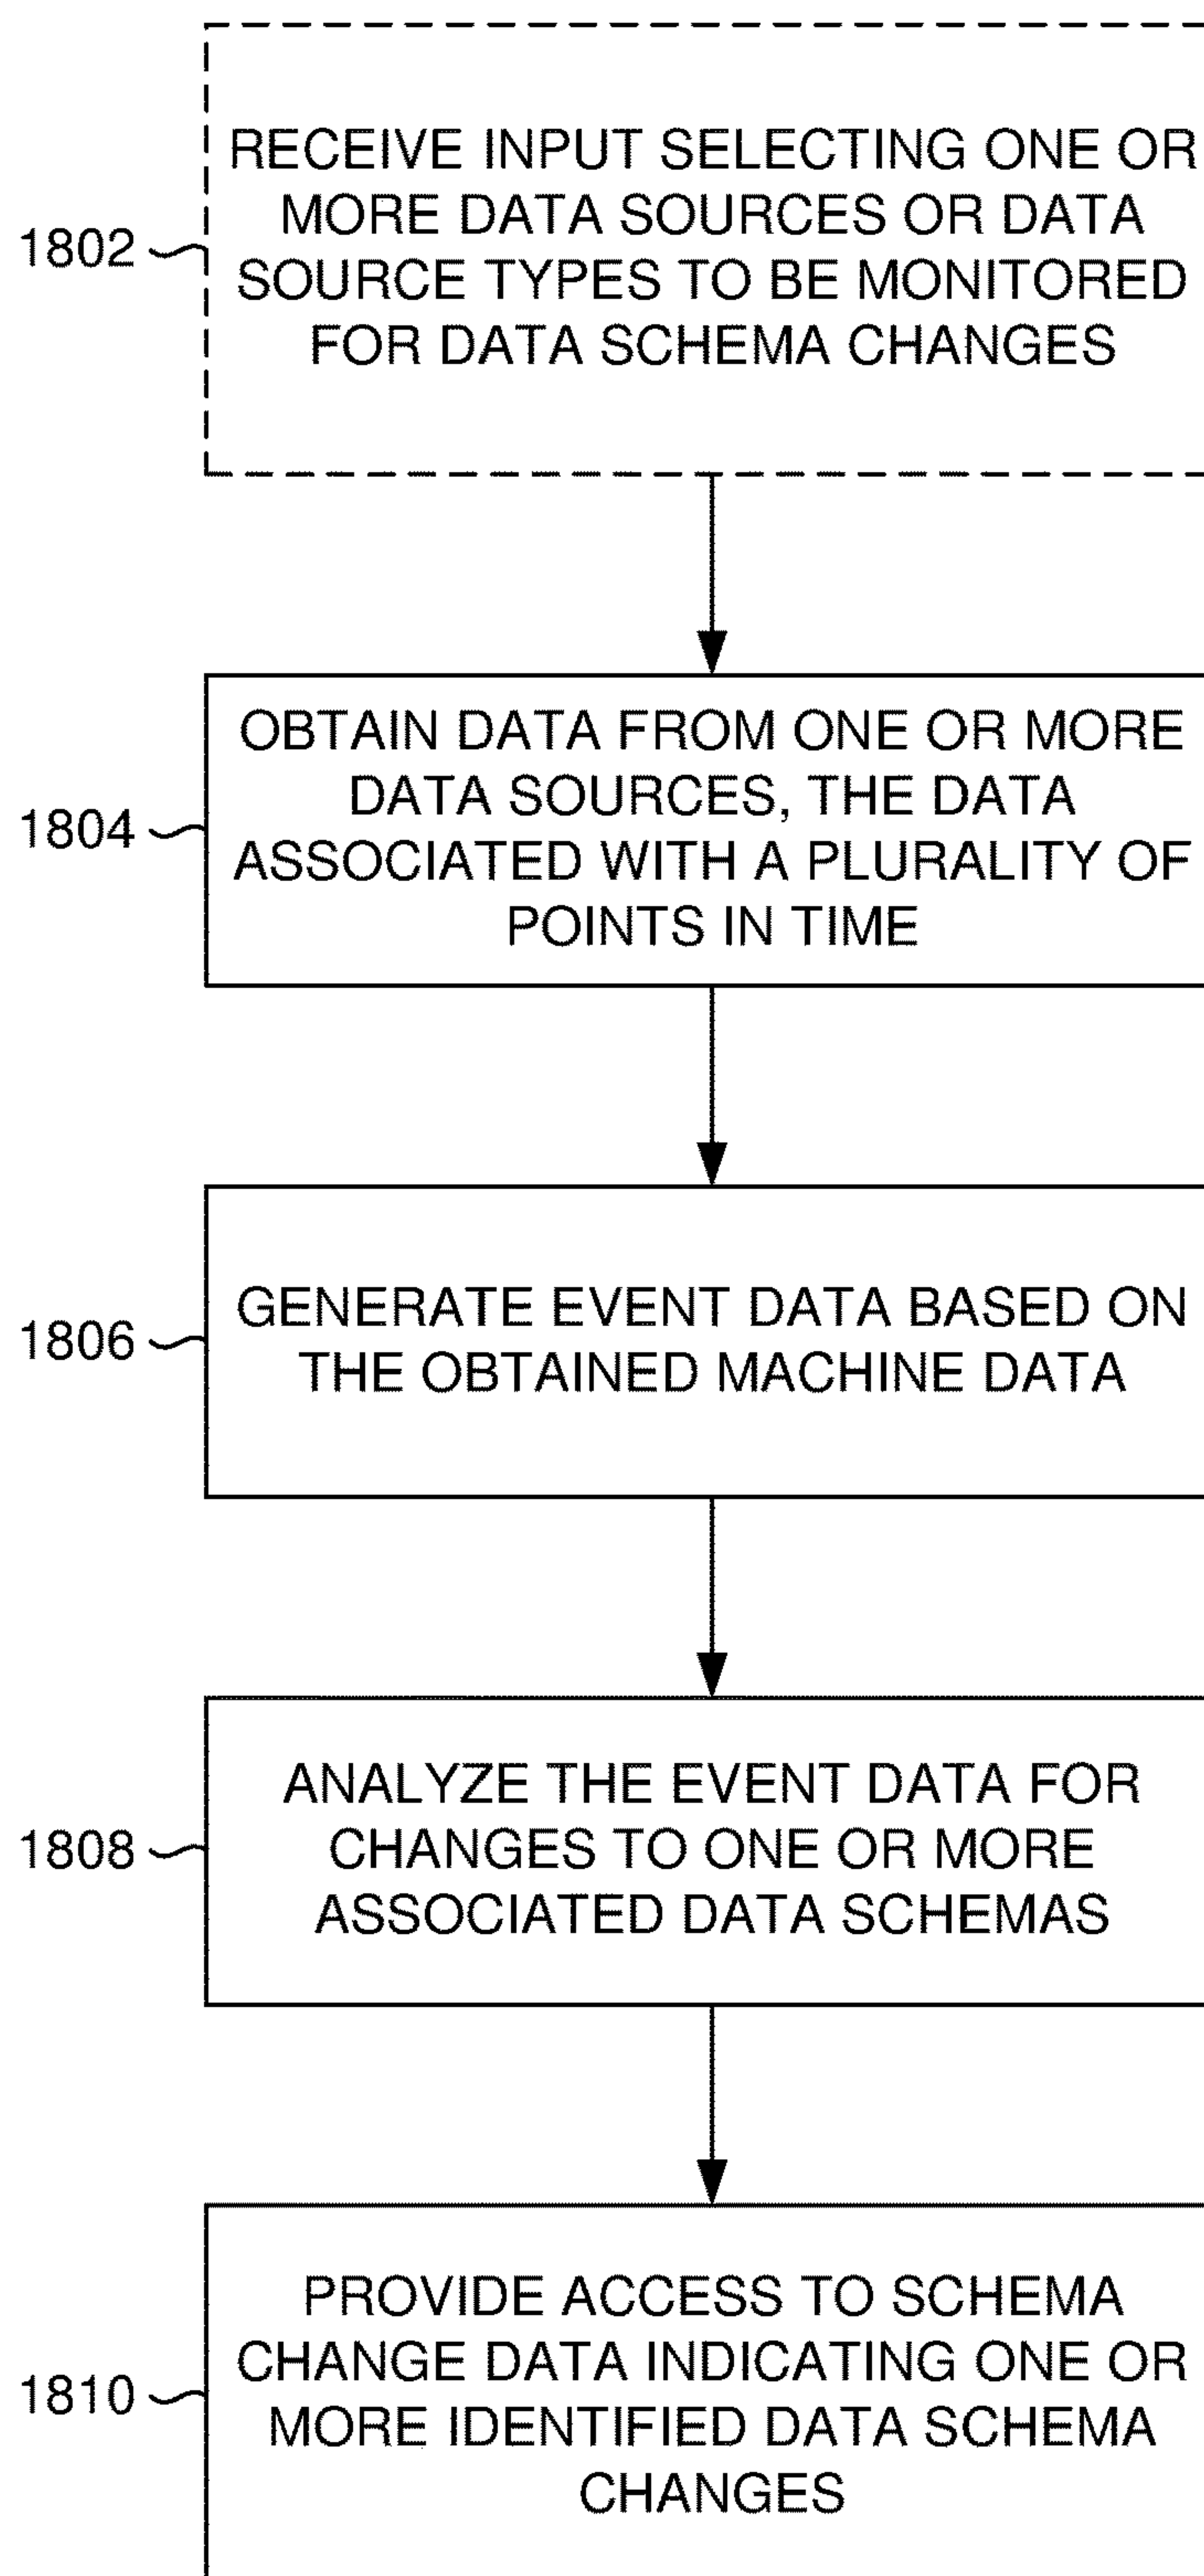 RECEIVE INPUT SELECTING ONE OR
MORE DATA SOURCES OR DATA
1802
SOURCE TYPES TO BE MONITORED
FOR DATA SCHEMA CHANGES
OBTAIN DATA FROM ONE OR MORE
DATA SOURCES, THE DATA
1804
ASSOCIATED WITH A PLURALITY OF
POINTS IN TIME
GENERATE EVENT DATA BASED ON
1806
THE OBTAINED MACHINE DATA
ANALYZE THE EVENT DATA FOR
1808
CHANGES TO ONE OR MORE
ASSOCIATED DATA SCHEMAS
PROVIDE ACCESS TO SCHEMA
CHANGE DATA INDICATING ONE OR
1810
MORE IDENTIFIED DATA SCHEMA
CHANGES